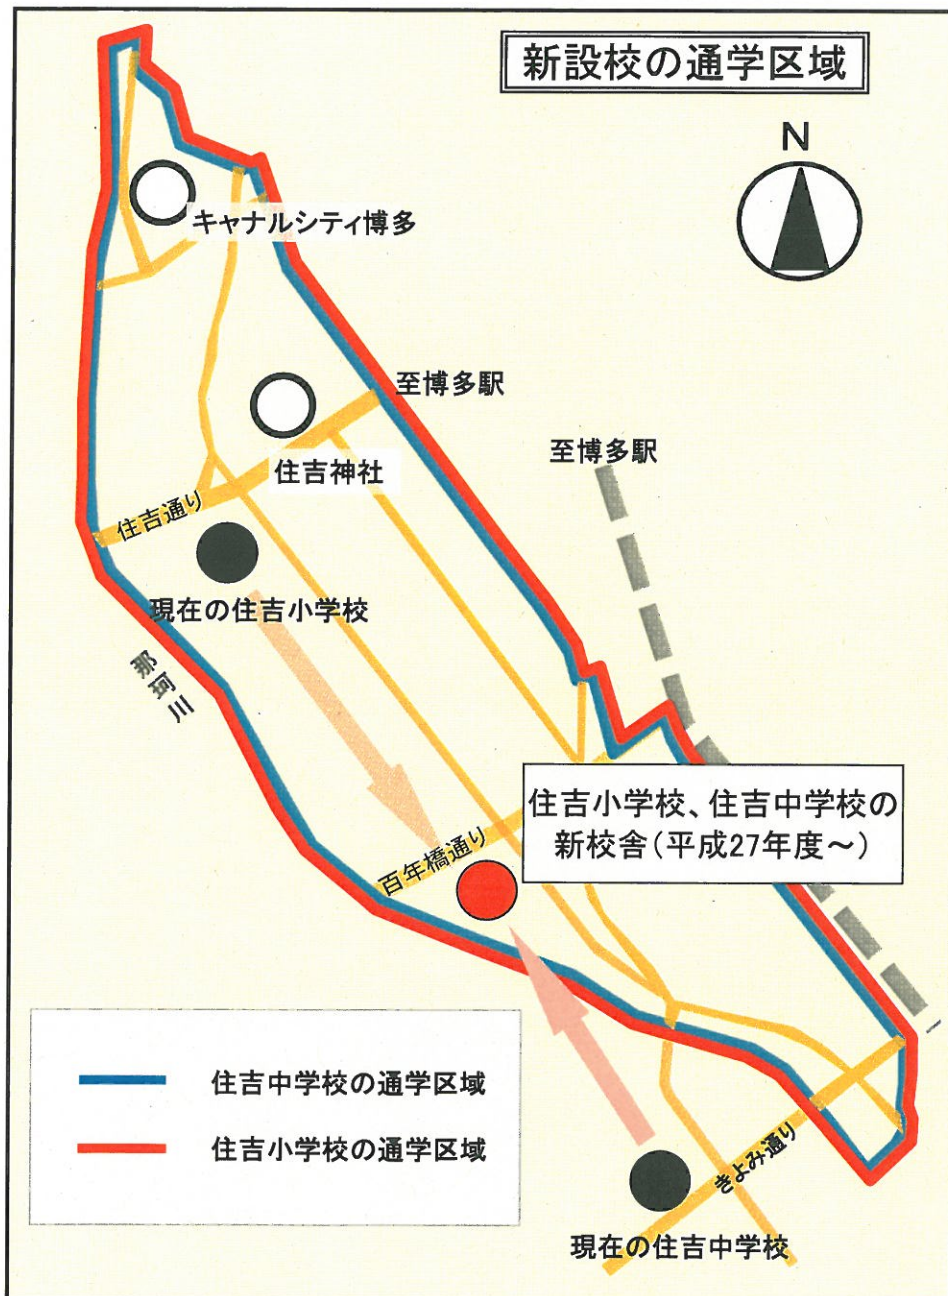 新設校の通学区域
N
キャナルシティ博多
至博多駅
至博多駅
住吉神社
住吉通り
現在の住吉小学校
那珂川
住吉小学校、住吉中学校の
新校舎(平成27年度～)
百年橋通り
住吉中学校の通学区域
住吉小学校の通学区域
きよみ通り
現在の住吉中学校